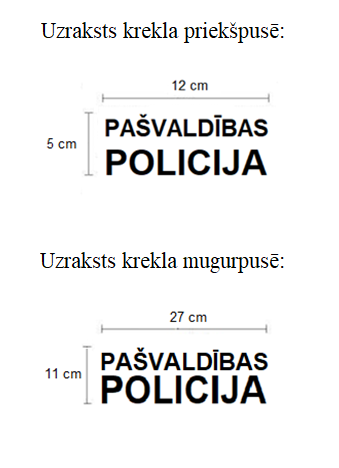 Uzraksts krekla priekšpusē:
12 cm
5 cm
PAŠVALDĪBAS
POLICIJA
Uzraksts krekla mugurpusē:
27 cm
11 cm
PAŠVALDĪBAS
POLICIJA